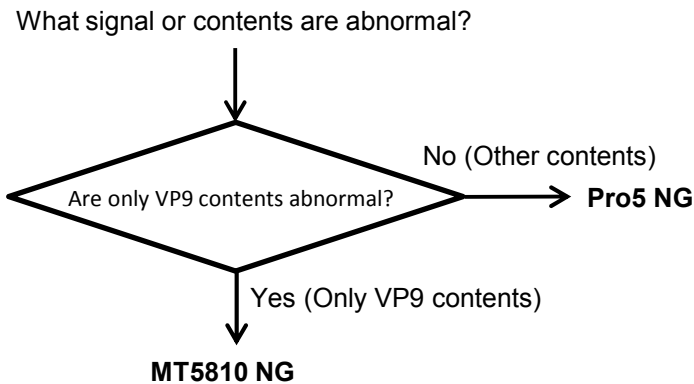 What signal or contents are abnormal?
No (Other contents)
Are only VP9 contents abnormal?
Pro5 NG
Yes (Only VP9 contents)
MT5810 NG